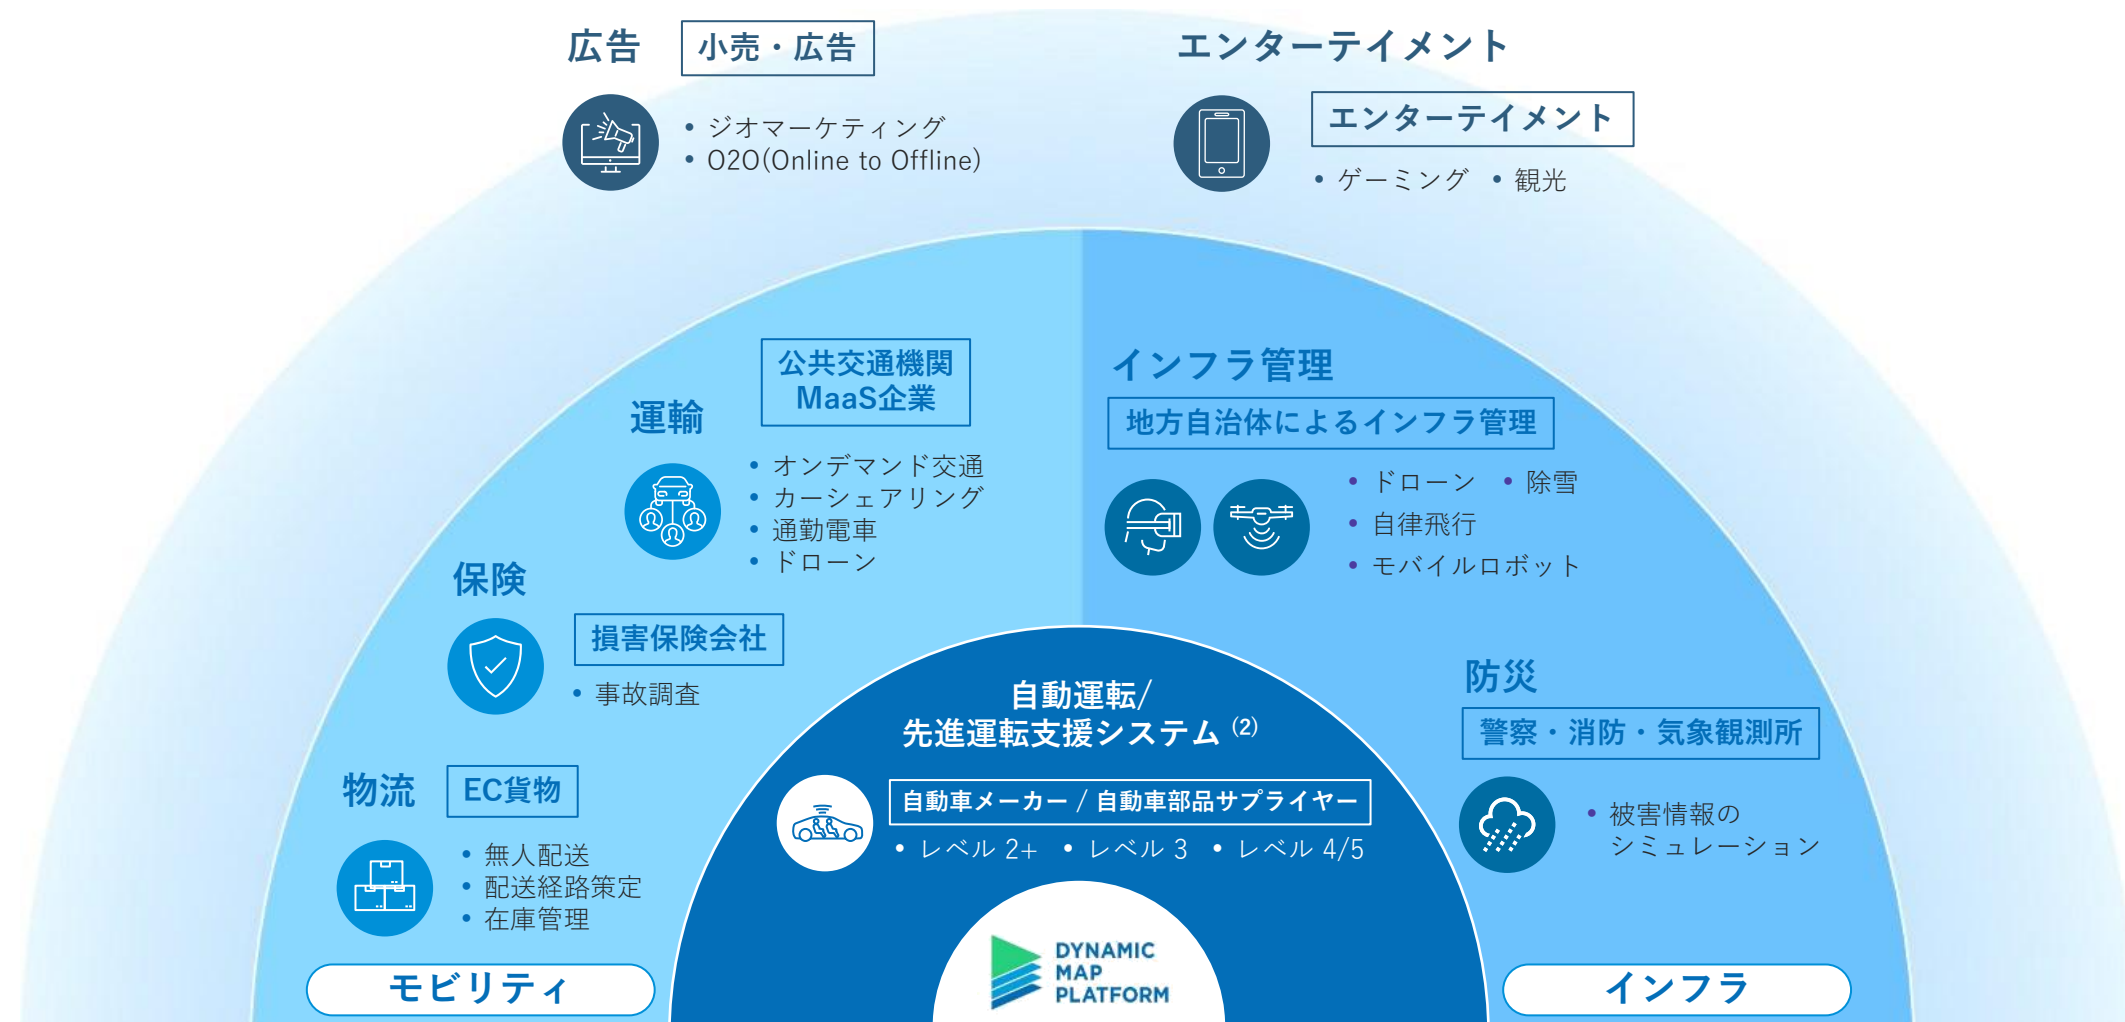 広告
小売・広告
・ジオマーケティング
・O2O(Online to Offline)
エンターテイメント
エンターテイメント
・ゲーミング ・観光
運輸
公共交通機関
MaaS企業
・オンデマンド交通
・カーシェアリング
・通勤電車
・ドローン
インフラ管理
地方自治体によるインフラ管理
・ドローン ・除雪
・自律飛行
・モバイルロボット
保険
損害保険会社
・事故調査
自動運転/
先進運転支援システム (2)
自動車メーカー / 自動車部品サプライヤー
・レベル 2+ ・レベル 3 ・レベル 4/5
防災
警察・消防・気象観測所
・被害情報の
シミュレーション
物流
EC貨物
・無人配送
・配送経路策定
・在庫管理
モビリティ
DYNAMIC
MAP
PLATFORM
インフラ